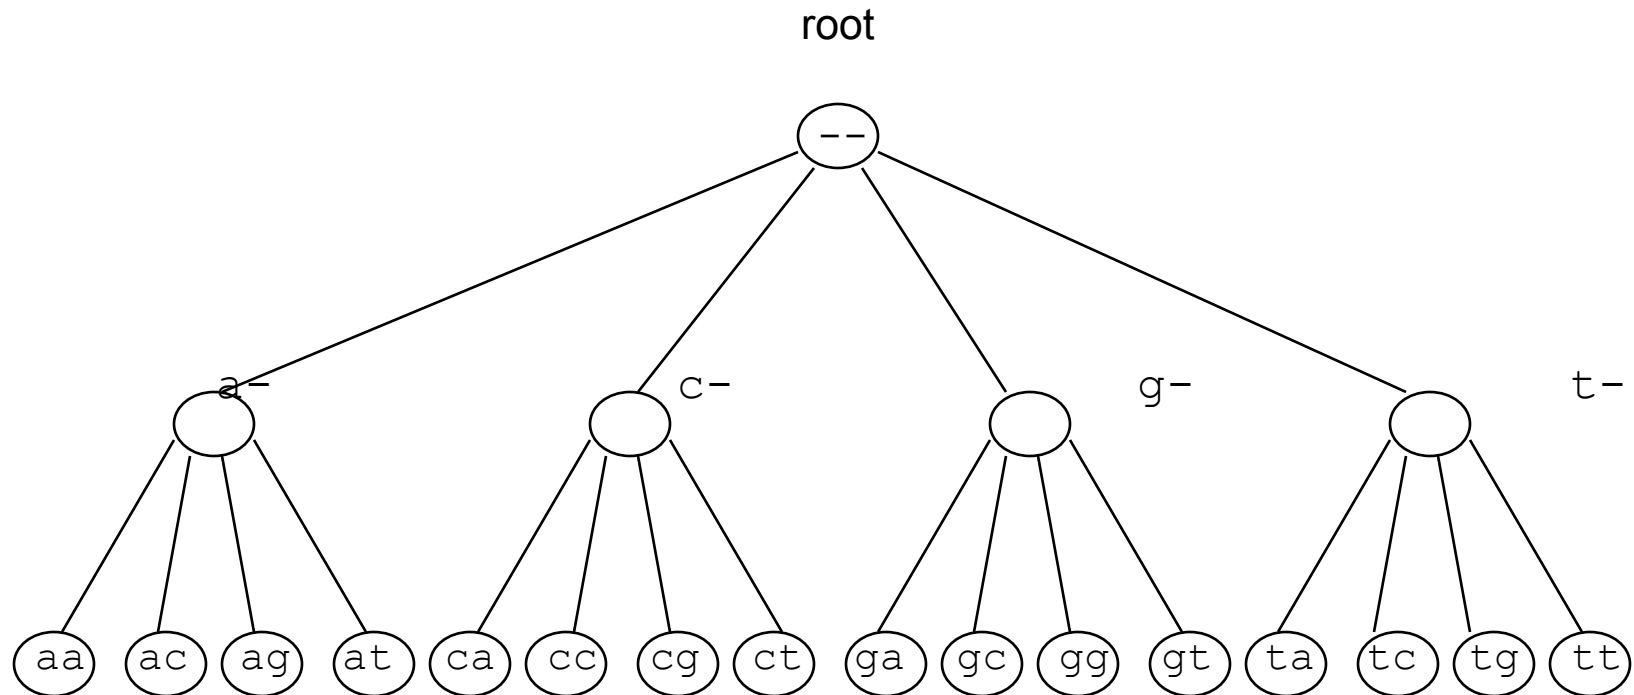 root
--
a- c- g- t-
aa ac ag at ca cc cg ct ga gc gg gt ta tc tg tt